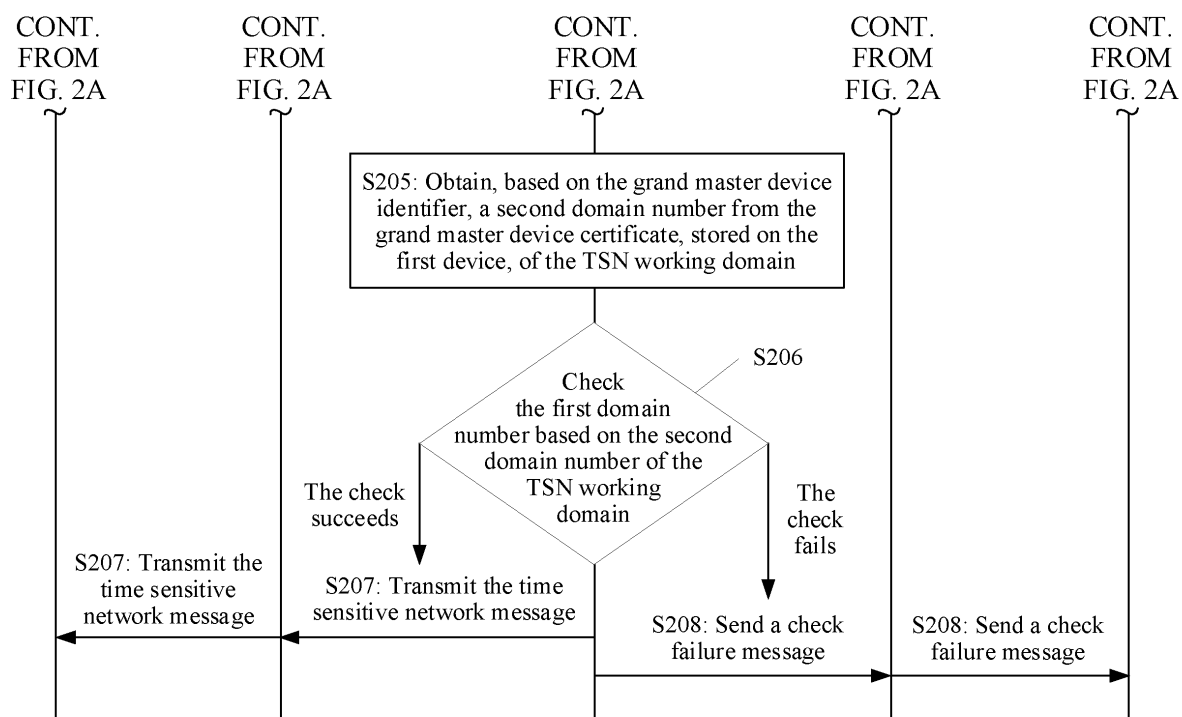 CONT.
FROM
FIG. 2A
CONT.
FROM
FIG. 2A
CONT.
FROM
FIG. 2A
CONT.
FROM
FIG. 2A
CONT.
FROM
FIG. 2A
S205: Obtain, based on the grand master device
identifier, a second domain number from the
grand master device certificate, stored on the
first device, of the TSN working domain
S206
Check
the first domain
number based on the second
domain number of the
TSN working
domain
The check
succeeds
The
check
fails
S207: Transmit the
time sensitive
network message
S207: Transmit the time
sensitive network message
S208: Send a check
failure message
S208: Send a check
failure message